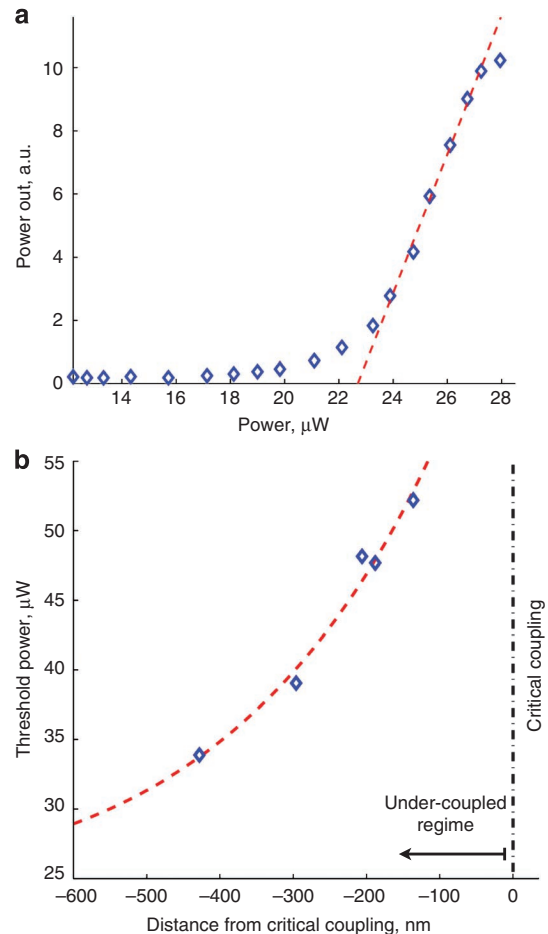 a
10
8
6
4
2
0
Power out, a.u.
14 16 18 20 22 24 26 28
Power, μW
b
55
50
45
40
35
30
25
Threshold power, μW
Critical coupling
Under-coupled
regime
–600 –500 –400 –300 –200 –100 0
Distance from critical coupling, nm